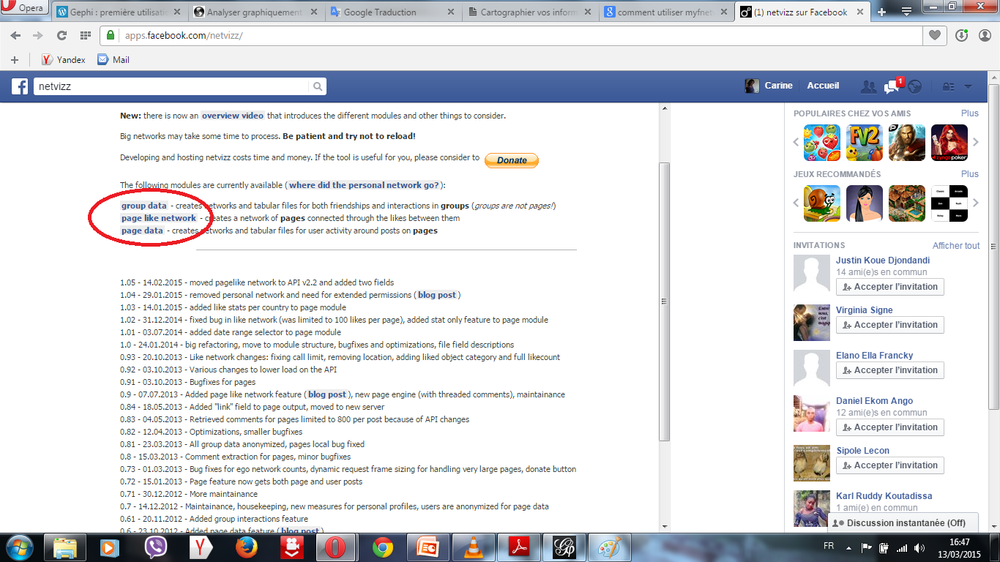 Opera
Gephi : première utilisati
Analyser graphiquement
Google Traduction
Cartographier vos inform
comment utiliser myfnet
(1) netvizz sur Facebook
apps.facebook.com/netvizz/
Yandex
Mail
netvizz
Carine
Accueil
1
New: there is now an overview video that introduces the different modules and other things to consider.
Big networks may take some time to process. Be patient and try not to reload!
Developing and hosting netvizz costs time and money. If the tool is useful for you, please consider to Donate
The following modules are currently available (where did the personal network go?):
group data - creates networks and tabular files for both friendships and interactions in groups (groups are not pages!)
page like network - creates a network of pages connected through the likes between them
page data - creates networks and tabular files for user activity around posts on pages
1.05 - 14.02.2015 - moved pagelike network to API v2.2 and added two fields
1.04 - 29.01.2015 - removed personal network and need for extended permissions (blog post)
1.03 - 14.01.2015 - added like stats per country to page module
1.02 - 31.12.2014 - fixed bug in like network (was limited to 100 likes per page), added stat only feature to page module
1.01 - 03.07.2014 - added date range selector to page module
1.0 - 24.01.2014 - big refactoring, move to module structure, bugfixes and optimizations, file field descriptions
0.93 - 20.10.2013 - Like network changes: fixing call limit, removing location, adding liked object category and full likecount
0.92 - 03.10.2013 - Various changes to lower load on the API
0.91 - 03.10.2013 - Bugfixes for pages
0.9 - 07.07.2013 - Added page like network feature (blog post), new page engine (with threaded comments), maintainance
0.84 - 18.05.2013 - Added "link" field to page output, moved to new server
0.83 - 04.05.2013 - Retrieved comments for pages limited to 800 per post because of API changes
0.82 - 12.04.2013 - Optimizations, smaller bugfixes
0.81 - 23.03.2013 - All group data anonymized, pages local bug fixed
0.8 - 15.03.2013 - Comment extraction for pages, minor bugfixes
0.73 - 01.03.2013 - Bug fixes for ego network counts, dynamic request frame sizing for handling very large pages, donate button
0.72 - 15.01.2013 - Page feature now gets both page and user posts
0.71 - 30.12.2012 - More maintainance
0.7 - 14.12.2012 - Maintainance, housekeeping, new measures for personal profiles, users are anonymized for page data
0.61 - 20.11.2012 - Added group interactions feature
0.6 - 23.10.2012 - Added page data feature (blog post)
POPULAIRES CHEZ VOS AMIS
Plus
FV2
zynga poker
JEUX RECOMMANDÉS
Plus
INVITATIONS
Afficher tout
Justin Koue Djondandi
14 ami(e)s en commun
Accepter l'invitation
Virginia Signe
Accepter l'invitation
Elano Ella Francky
Accepter l'invitation
Daniel Ekom Ango
12 ami(e)s en commun
Accepter l'invitation
Sipole Lecon
Accepter l'invitation
Karl Ruddy Koutadissa
1 ami(e) en commun
Discussion instantanée (Off)
FR
16:47
13/03/2015